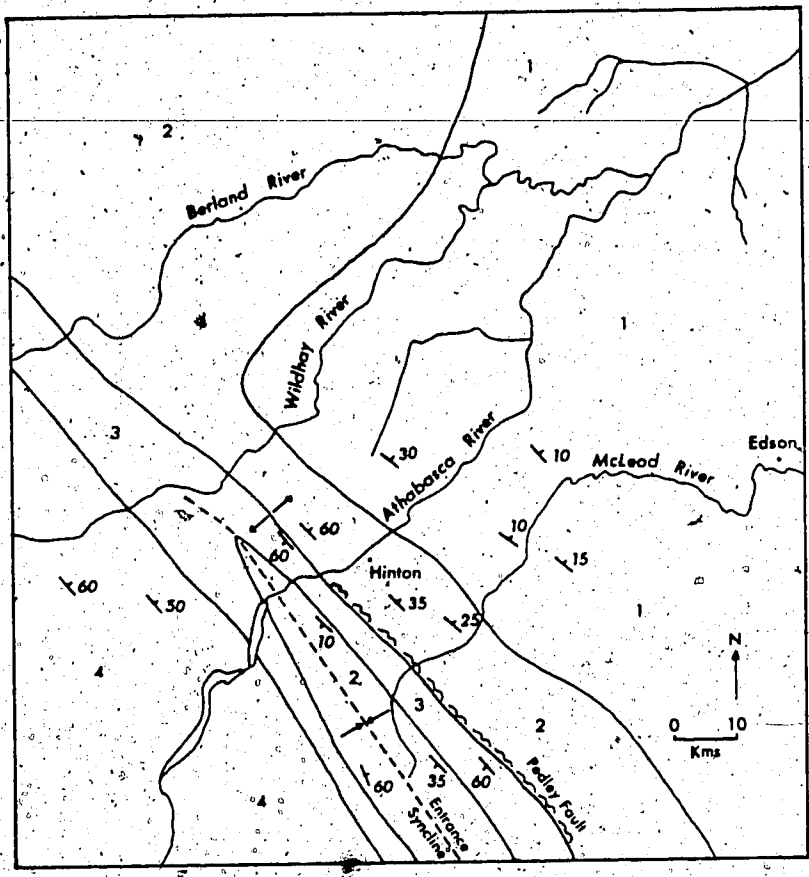 1
2
Berland River
Wildhay River
1
3
30
Athabasca River
10
McLeod River
Edson
60
60
10
15
Hinton
60
50
35
25
1
10
N
4
2
3
2
0 10
Kms
4
60
35
60
Pedley Fault
Entrance
Syncline